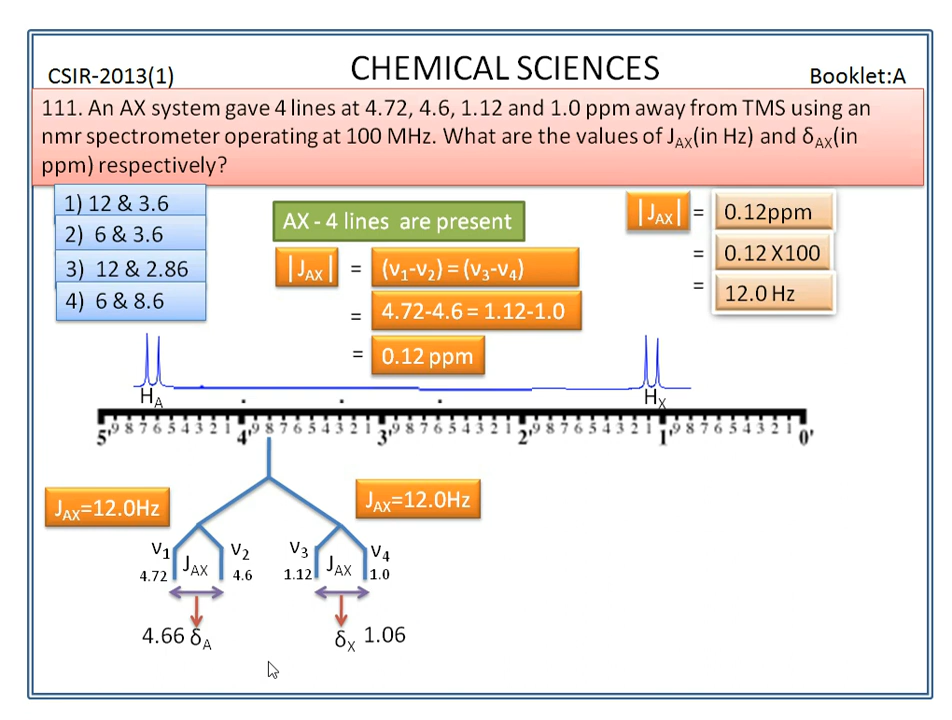 CSIR-2013(1)
CHEMICAL SCIENCES
Booklet:A
111. An AX system gave 4 lines at 4.72, 4.6, 1.12 and 1.0 ppm away from TMS using an
nmr spectrometer operating at 100 MHz. What are the values of JAX(in Hz) and δAX(in
ppm) respectively?
1) 12 & 3.6
2) 6 & 3.6
3) 12 & 2.86
4) 6 & 8.6
AX - 4 lines are present
|JAX| = (ν1-ν2) = (ν3-ν4)
= 4.72-4.6 = 1.12-1.0
= 0.12 ppm
|JAX| = 0.12ppm
= 0.12 X100
= 12.0 Hz
HA
HX
5' 9 8 7 6 5 4 3 2 1 4' 9 8 7 6 5 4 3 2 1 3' 9 8 7 6 5 4 3 2 1 2' 9 8 7 6 5 4 3 2 1 1' 9 8 7 6 5 4 3 2 1 0'
JAX=12.0Hz
JAX=12.0Hz
ν1 JAX ν2
4.72 4.6
ν3 JAX ν4
1.12 1.0
4.66 δA
δX 1.06